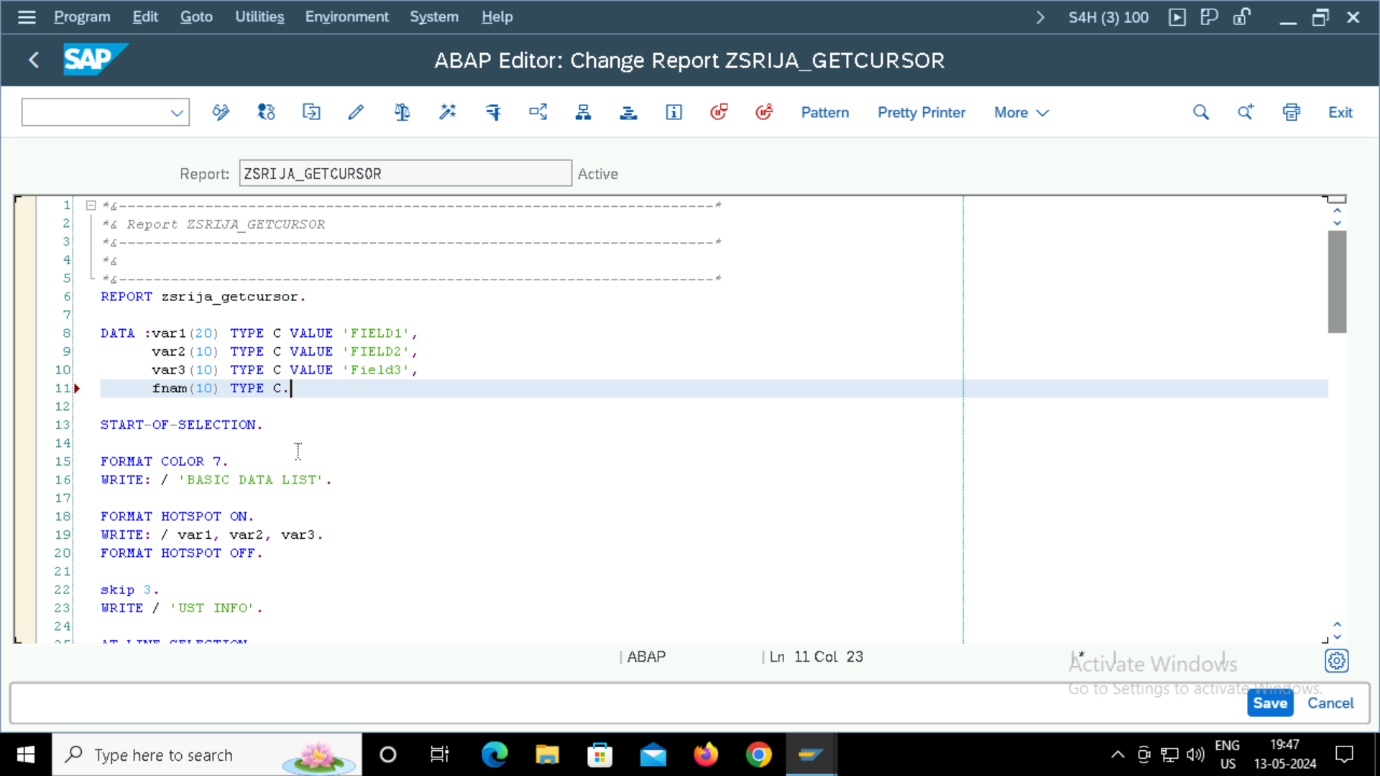 Program Edit Goto Utilities Environment System Help S4H (3) 100
SAP ABAP Editor: Change Report ZSRIJA_GETCURSOR
Pattern Pretty Printer More Exit
Report: ZSRIJA_GETCURSOR Active
1 *&---------------------------------------------------------------------*
2 *& Report ZSRIJA_GETCURSOR
3 *&---------------------------------------------------------------------*
4 *&
5 *&---------------------------------------------------------------------*
6 REPORT zsrija_getcursor.
7
8 DATA :var1(20) TYPE C VALUE 'FIELD1',
9 var2(10) TYPE C VALUE 'FIELD2',
10 var3(10) TYPE C VALUE 'Field3',
11 fnam(10) TYPE C.
12
13 START-OF-SELECTION.
14
15 FORMAT COLOR 7.
16 WRITE: / 'BASIC DATA LIST'.
17
18 FORMAT HOTSPOT ON.
19 WRITE: / var1, var2, var3.
20 FORMAT HOTSPOT OFF.
21
22 skip 3.
23 WRITE / 'UST INFO'.
24
25 AT LINE-SELECTION.
ABAP Ln 11 Col 23 *
Activate Windows
Go to Settings to activate Windows.
Save Cancel
Type here to search
ENG
US
19:47
13-05-2024